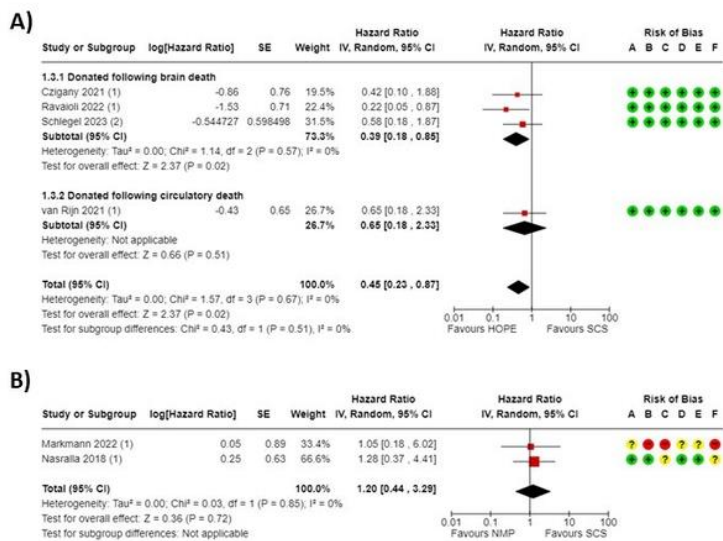 A)
Hazard Ratio Hazard Ratio Risk of Bias
Study or Subgroup log[Hazard Ratio] SE Weight IV, Random, 95% CI IV, Random, 95% CI A B C D E F
1.3.1 Donated following brain death
Czigany 2021 (1) -0.86 0.76 19.5% 0.42 [0.10 , 1.88] + + + + + +
Ravaioli 2022 (1) -1.53 0.71 22.4% 0.22 [0.05 , 0.87] + + + + + +
Schlegel 2023 (2) -0.544727 0.598498 31.5% 0.58 [0.18 , 1.87] + + + + + +
Subtotal (95% CI) 73.3% 0.39 [0.18 , 0.85]
Heterogeneity: Tau² = 0.00; Chi² = 1.14, df = 2 (P = 0.57); I² = 0%
Test for overall effect: Z = 2.37 (P = 0.02)
1.3.2 Donated following circulatory death
van Rijn 2021 (1) -0.43 0.65 26.7% 0.65 [0.18 , 2.33] + + + + + +
Subtotal (95% CI) 26.7% 0.65 [0.18 , 2.33]
Heterogeneity: Not applicable
Test for overall effect: Z = 0.66 (P = 0.51)
Total (95% CI) 100.0% 0.45 [0.23 , 0.87]
Heterogeneity: Tau² = 0.00; Chi² = 1.57, df = 3 (P = 0.67); I² = 0%
Test for overall effect: Z = 2.37 (P = 0.02)
Test for subgroup differences: Chi² = 0.43, df = 1 (P = 0.51), I² = 0%
0.01 0.1 1 10 100
Favours HOPE Favours SCS
B)
Hazard Ratio Hazard Ratio Risk of Bias
Study or Subgroup log[Hazard Ratio] SE Weight IV, Random, 95% CI IV, Random, 95% CI A B C D E F
Markmann 2022 (1) 0.05 0.89 33.4% 1.05 [0.18 , 6.02] ? - - ? ? -
Nasralla 2018 (1) 0.25 0.63 66.6% 1.28 [0.37 , 4.41] + + ? + + ?
Total (95% CI) 100.0% 1.20 [0.44 , 3.29]
Heterogeneity: Tau² = 0.00; Chi² = 0.03, df = 1 (P = 0.85); I² = 0%
Test for overall effect: Z = 0.36 (P = 0.72)
Test for subgroup differences: Not applicable
0.01 0.1 1 10 100
Favours NMP Favours SCS